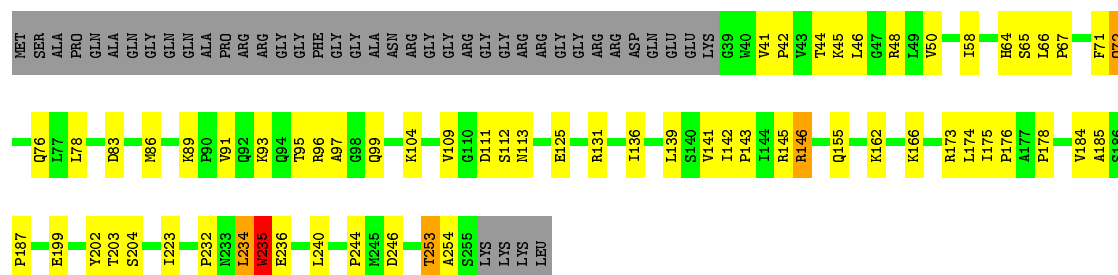 MET SER ALA PRO GLN ALA GLN GLY GLN GLN ALA PRO ARG ARG GLY GLY PHE GLY GLY ALA ASN ARG GLY GLY ARG GLY GLY ARG ARG GLY GLY ARG ARG ASP GLN GLU GLU LYS G39 W40 V41 P42 V43 T44 K45 L46 G47 R48 L49 V50 I58 H64 S65 L66 P67 F71
Q76 L77 L78 D83 M86 K89 P90 V91 Q92 K93 Q94 T95 R96 A97 G98 Q99 K104 V109 G110 D111 S112 N113 E125 R131 I136 L139 S140 V141 I142 P143 I144 R145 R146 Q155 K162 K166 R173 L174 I175 P176 A177 P178 V184 A185 S186
P187 E199 Y202 T203 S204 I223 P232 N233 L234 W235 E236 L240 P244 M245 D246 T253 A254 S255 LYS LYS LYS LEU